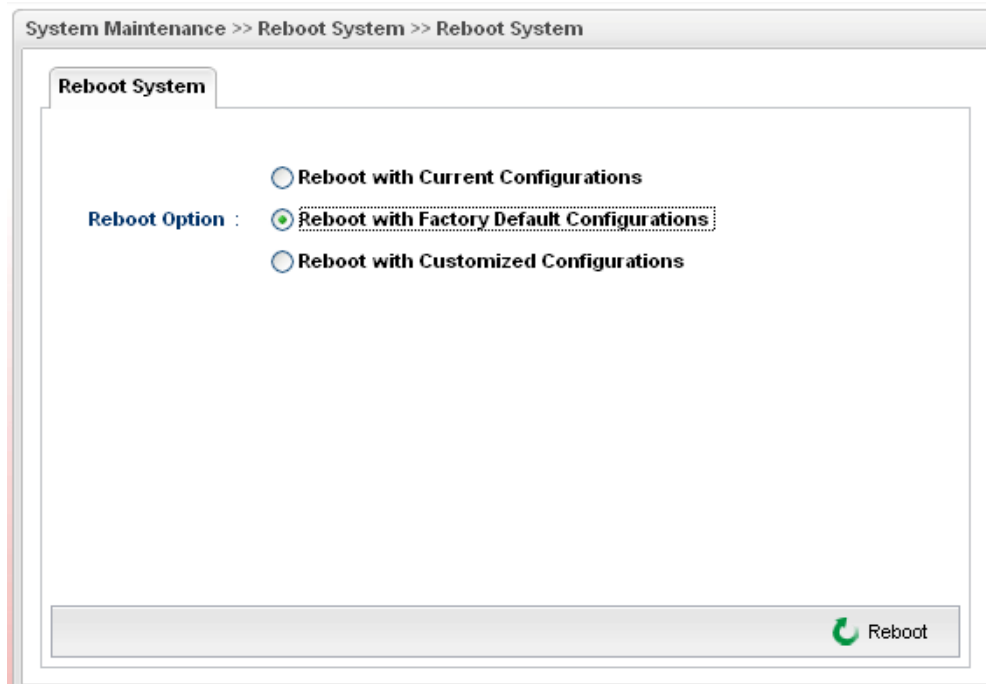 System Maintenance >> Reboot System >> Reboot System
Reboot System
Reboot with Current Configurations
Reboot Option :
Reboot with Factory Default Configurations
Reboot with Customized Configurations
Reboot